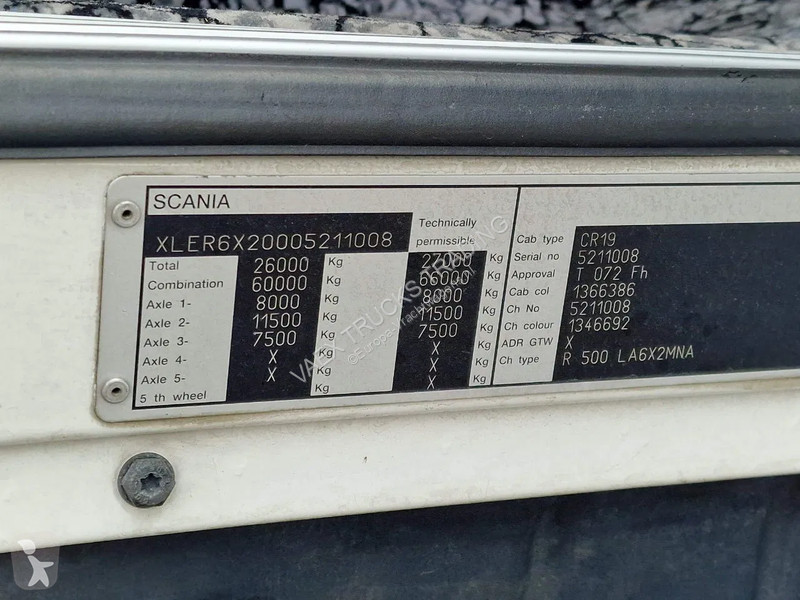 SCANIA
XLER6X20005211008
Technically
permissible
Total 26000 Kg 27000 Kg
Combination 60000 Kg 66000 Kg
Axle 1- 8000 Kg 8000 Kg
Axle 2- 11500 Kg 11500 Kg
Axle 3- 7500 Kg 7500 Kg
Axle 4- X Kg X Kg
Axle 5- X Kg X Kg
5 th wheel Kg X Kg
Cab type CR19
Serial no 5211008
Approval T 072 Fh
Cab col 1366386
Ch No 5211008
Ch colour 1346692
ADR GTW X
Ch type R 500 LA6X2MNA
VAEX TRUCKS TRADING